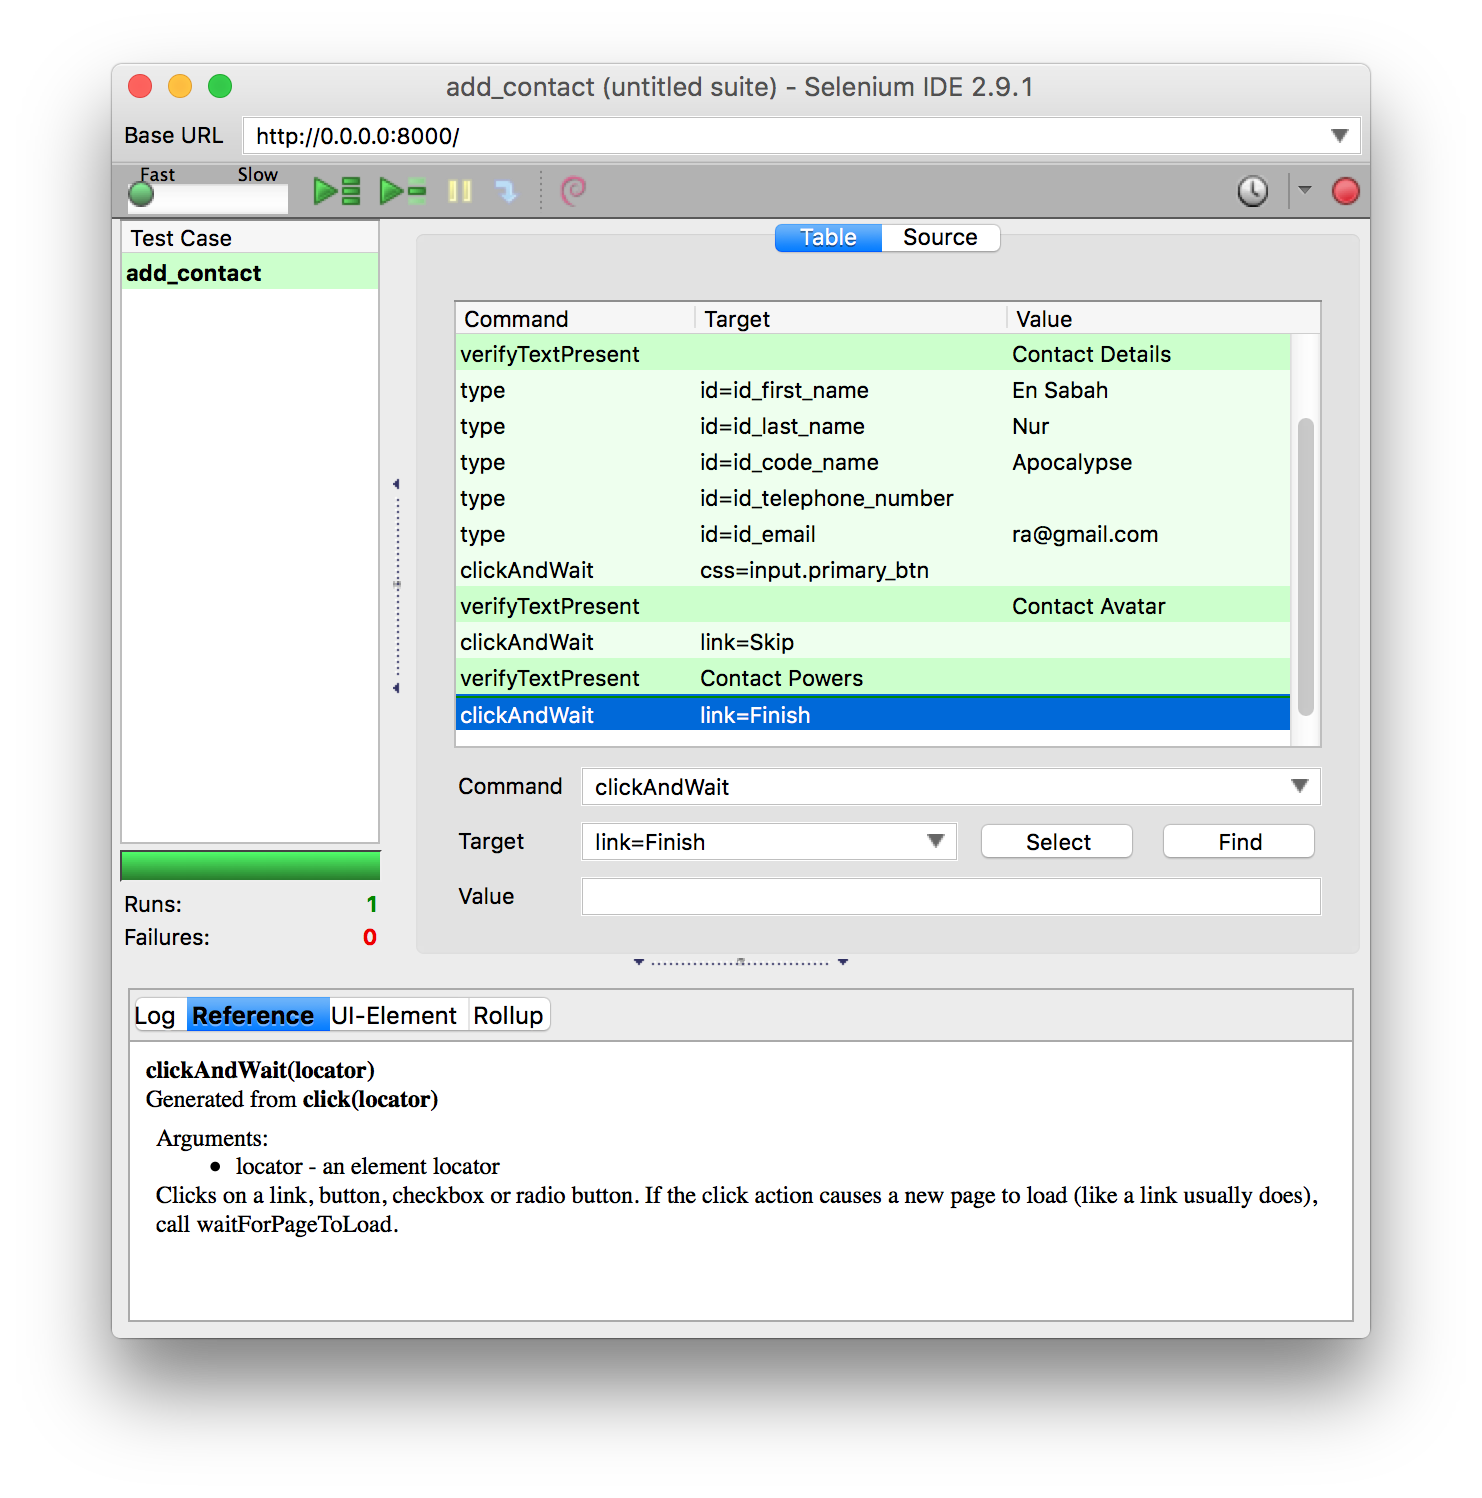 add_contact (untitled suite) - Selenium IDE 2.9.1
Base URL http://0.0.0.0:8000/
Fast Slow
Test Case
add_contact
Runs: 1
Failures: 0
Table Source
Command Target Value
verifyTextPresent Contact Details
type id=id_first_name En Sabah
type id=id_last_name Nur
type id=id_code_name Apocalypse
type id=id_telephone_number
type id=id_email ra@gmail.com
clickAndWait css=input.primary_btn
verifyTextPresent Contact Avatar
clickAndWait link=Skip
verifyTextPresent Contact Powers
clickAndWait link=Finish
Command clickAndWait
Target link=Finish Select Find
Value
Log Reference UI-Element Rollup
clickAndWait(locator)
Generated from click(locator)
Arguments:
• locator - an element locator
Clicks on a link, button, checkbox or radio button. If the click action causes a new page to load (like a link usually does),
call waitForPageToLoad.